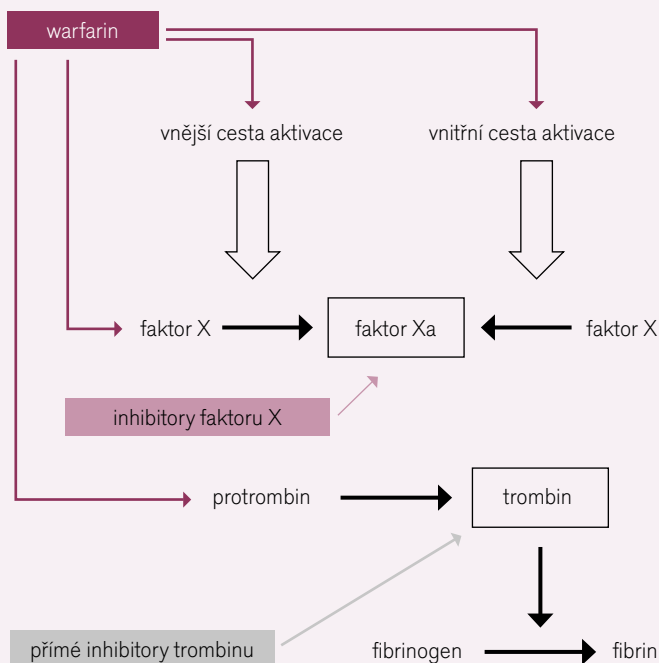 warfarin
vnější cesta aktivace
vnitřní cesta aktivace
faktor X
faktor Xa
faktor X
inhibitory faktoru X
protrombin
trombin
přímé inhibitory trombinu
fibrinogen
fibrin